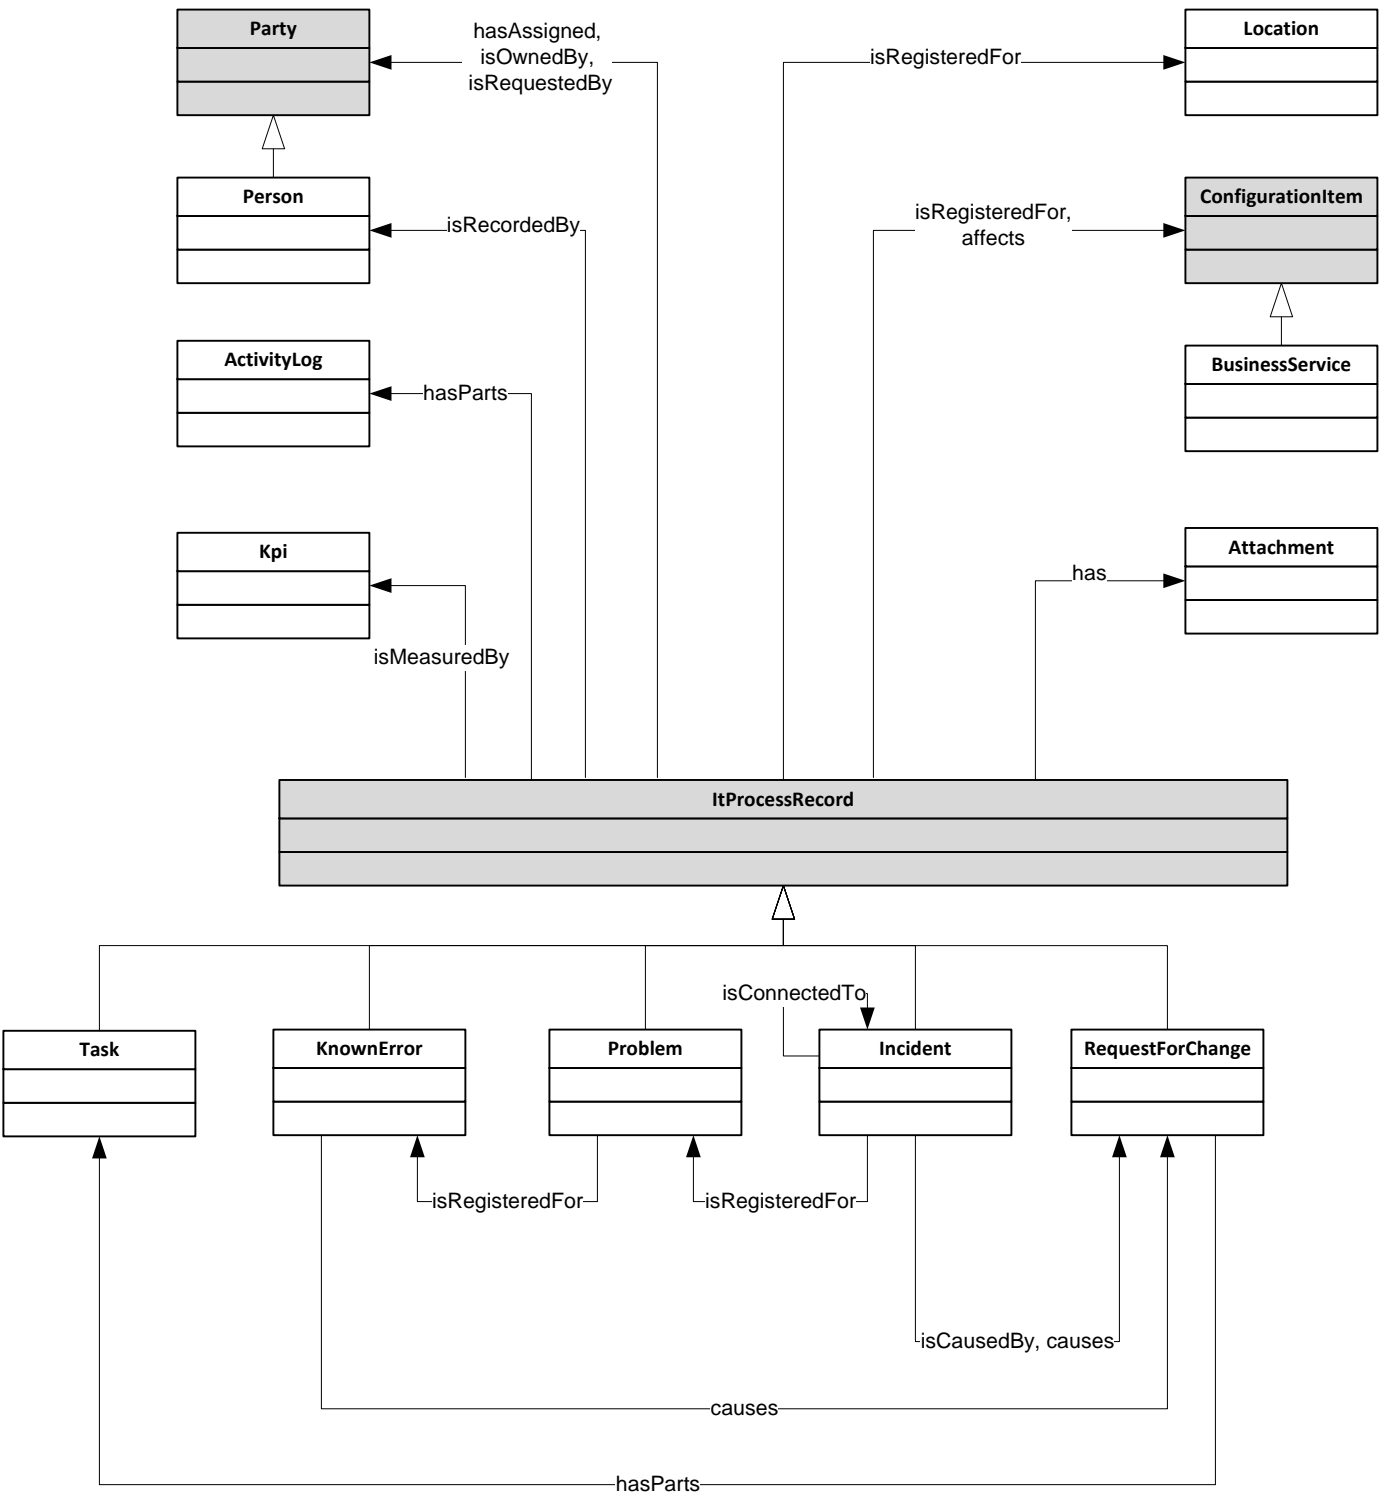 Party
hasAssigned,
isOwnedBy,
isRequestedBy
isRegisteredFor
Location
Person
isRecordedBy
isRegisteredFor,
affects
ConfigurationItem
ActivityLog
hasParts
BusinessService
Kpi
isMeasuredBy
has
Attachment
ItProcessRecord
isConnectedTo
Task
KnownError
Problem
Incident
RequestForChange
isRegisteredFor
isRegisteredFor
isCausedBy, causes
causes
hasParts